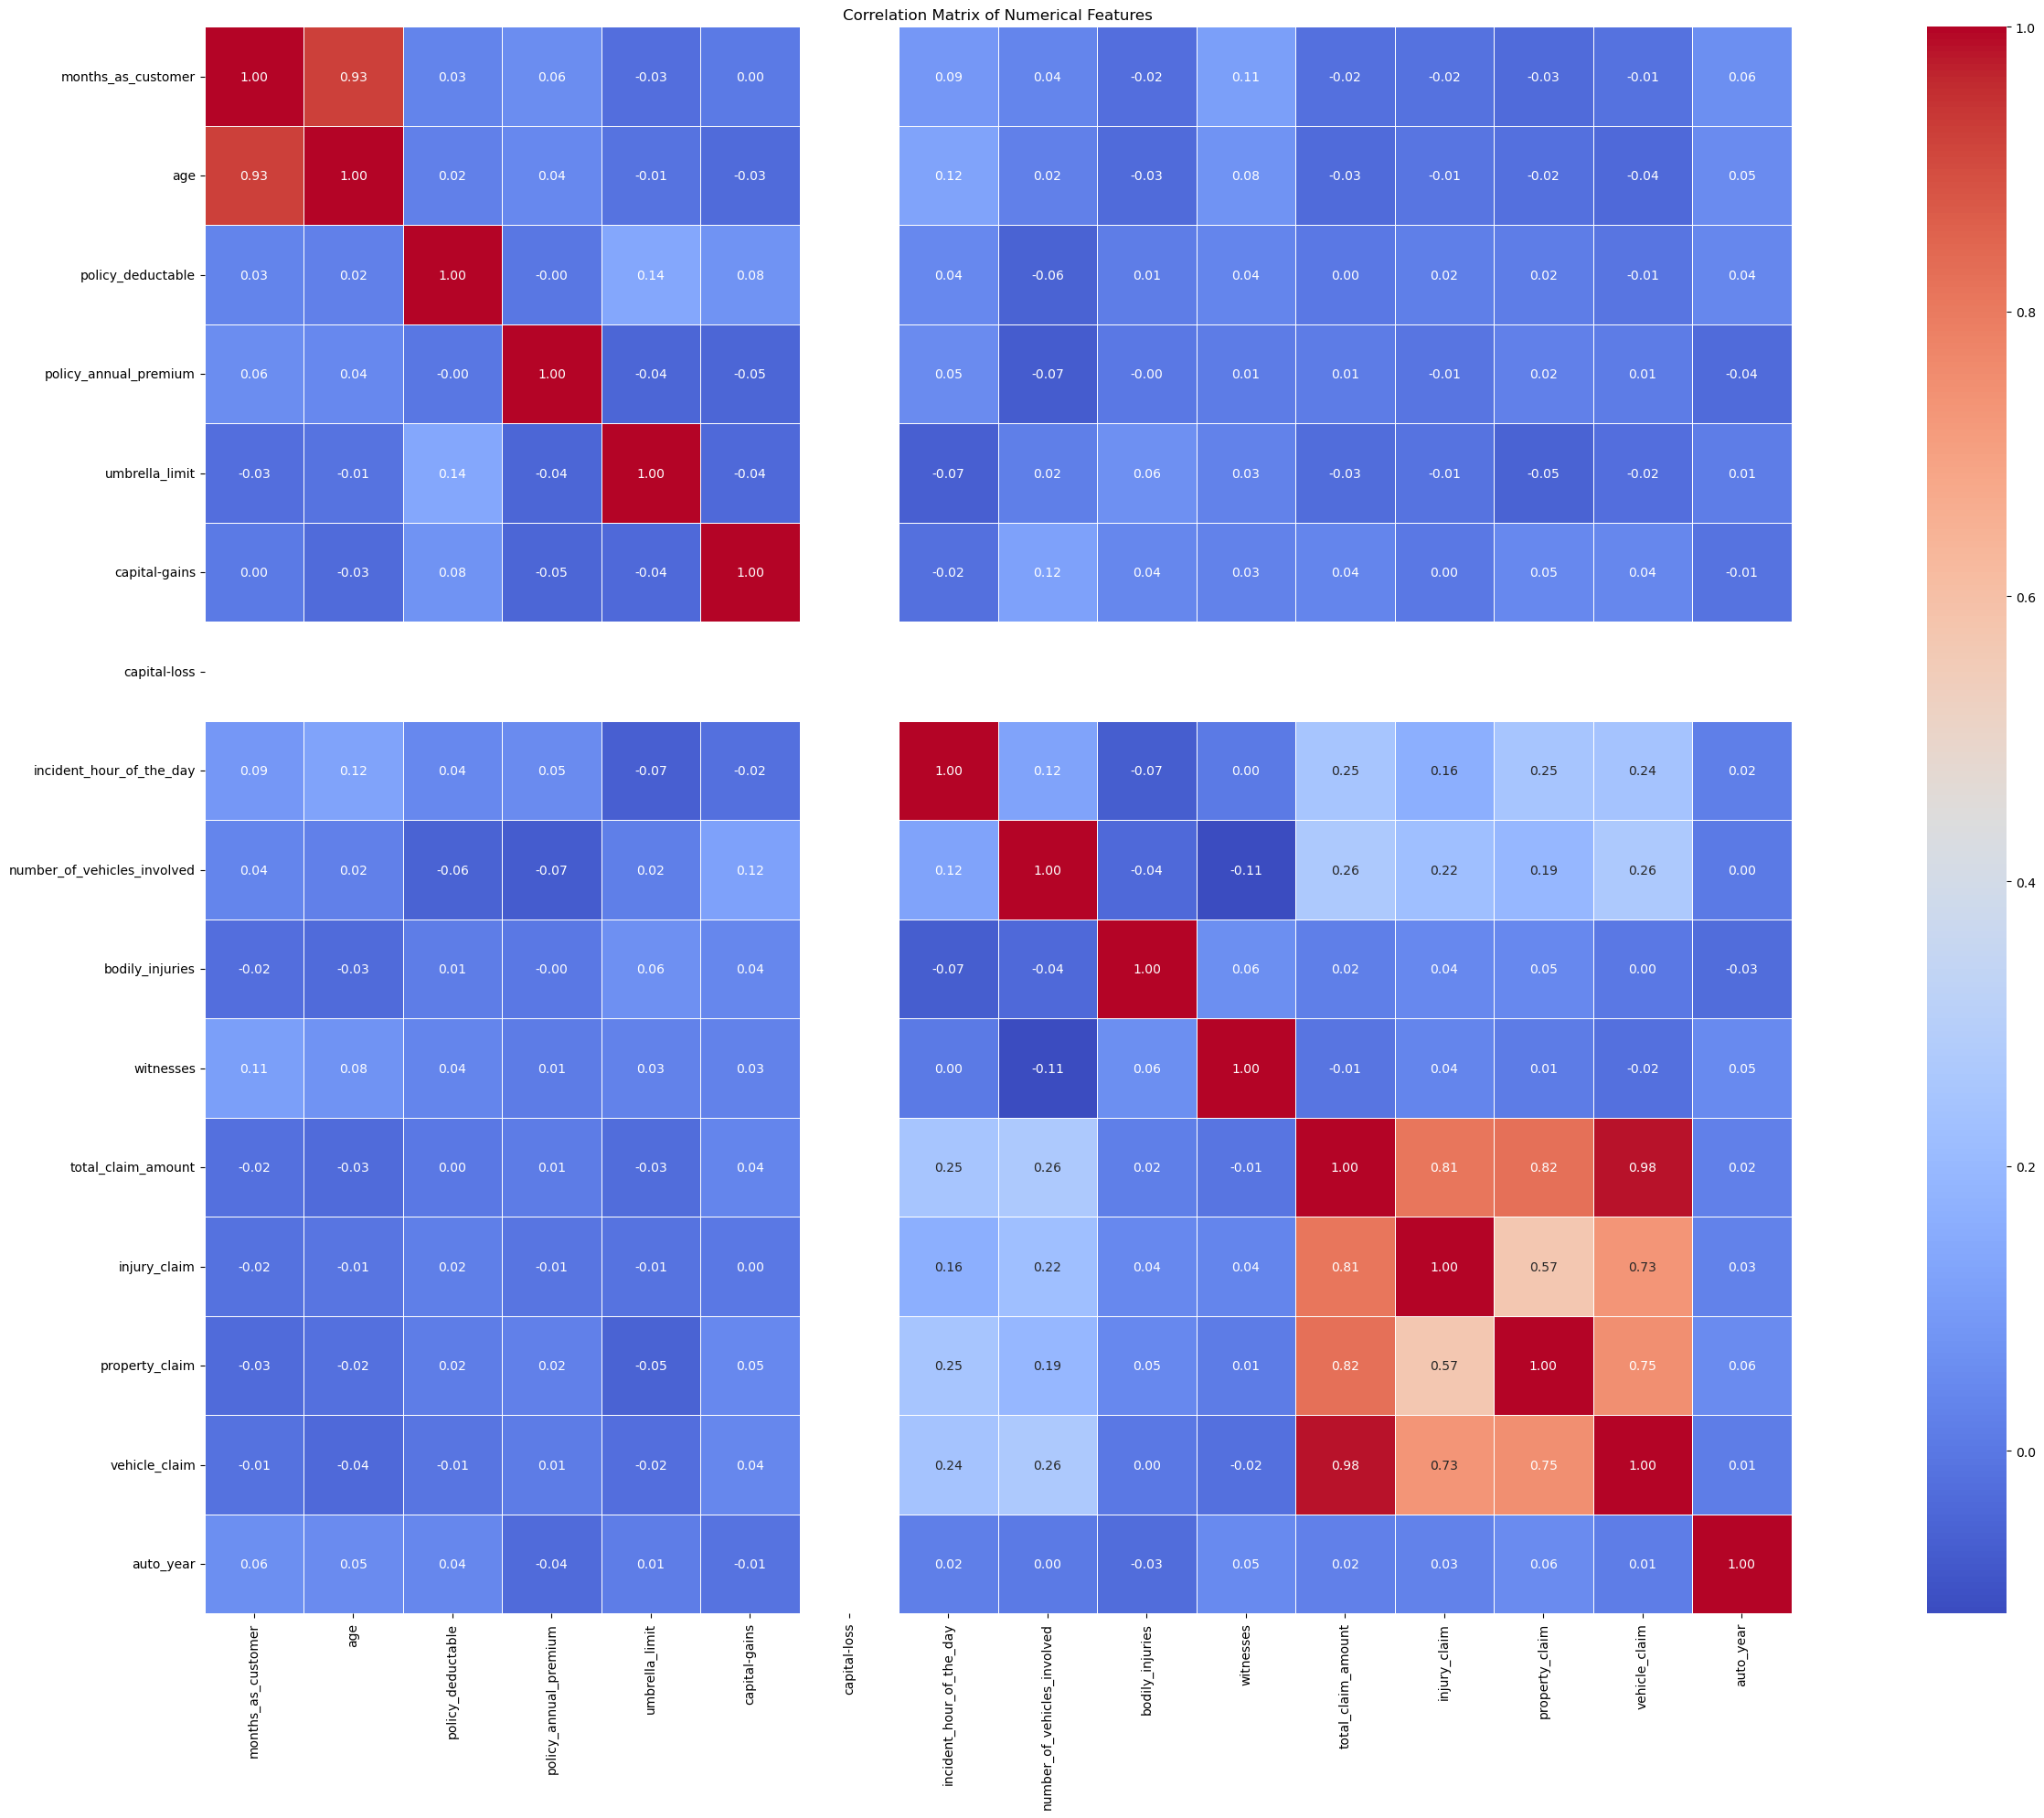 Correlation Matrix of Numerical Features
months_as_customer 1.00 0.93 0.03 0.06 -0.03 0.00 0.09 0.04 -0.02 0.11 -0.02 -0.02 -0.03 -0.01 0.06
age 0.93 1.00 0.02 0.04 -0.01 -0.03 0.12 0.02 -0.03 0.08 -0.03 -0.01 -0.02 -0.04 0.05
policy_deductable 0.03 0.02 1.00 -0.00 0.14 0.08 0.04 -0.06 0.01 0.04 0.00 0.02 0.02 -0.01 0.04
policy_annual_premium 0.06 0.04 -0.00 1.00 -0.04 -0.05 0.05 -0.07 -0.00 0.01 0.01 -0.01 0.02 0.01 -0.04
umbrella_limit -0.03 -0.01 0.14 -0.04 1.00 -0.04 -0.07 0.02 0.06 0.03 -0.03 -0.01 -0.05 -0.02 0.01
capital-gains 0.00 -0.03 0.08 -0.05 -0.04 1.00 -0.02 0.12 0.04 0.03 0.04 0.00 0.05 0.04 -0.01
capital-loss
incident_hour_of_the_day 0.09 0.12 0.04 0.05 -0.07 -0.02 1.00 0.12 -0.07 0.00 0.25 0.16 0.25 0.24 0.02
number_of_vehicles_involved 0.04 0.02 -0.06 -0.07 0.02 0.12 0.12 1.00 -0.04 -0.11 0.26 0.22 0.19 0.26 0.00
bodily_injuries -0.02 -0.03 0.01 -0.00 0.06 0.04 -0.07 -0.04 1.00 0.06 0.02 0.04 0.05 0.00 -0.03
witnesses 0.11 0.08 0.04 0.01 0.03 0.03 0.00 -0.11 0.06 1.00 -0.01 0.04 0.01 -0.02 0.05
total_claim_amount -0.02 -0.03 0.00 0.01 -0.03 0.04 0.25 0.26 0.02 -0.01 1.00 0.81 0.82 0.98 0.02
injury_claim -0.02 -0.01 0.02 -0.01 -0.01 0.00 0.16 0.22 0.04 0.04 0.81 1.00 0.57 0.73 0.03
property_claim -0.03 -0.02 0.02 0.02 -0.05 0.05 0.25 0.19 0.05 0.01 0.82 0.57 1.00 0.75 0.06
vehicle_claim -0.01 -0.04 -0.01 0.01 -0.02 0.04 0.24 0.26 0.00 -0.02 0.98 0.73 0.75 1.00 0.01
auto_year 0.06 0.05 0.04 -0.04 0.01 -0.01 0.02 0.00 -0.03 0.05 0.02 0.03 0.06 0.01 1.00
months_as_customer
age
policy_deductable
policy_annual_premium
umbrella_limit
capital-gains
capital-loss
incident_hour_of_the_day
number_of_vehicles_involved
bodily_injuries
witnesses
total_claim_amount
injury_claim
property_claim
vehicle_claim
auto_year
1.0
0.8
0.6
0.4
0.2
0.0